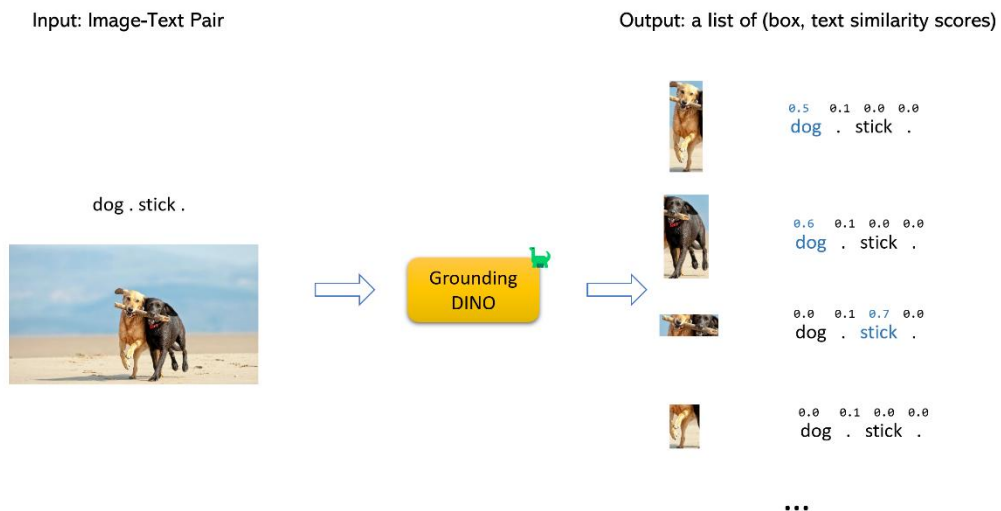 Input: Image-Text Pair
Output: a list of (box, text similarity scores)
dog . stick .
Grounding
DINO
0.5 0.1 0.0 0.0
dog . stick .
0.6 0.1 0.0 0.0
dog . stick .
0.0 0.1 0.7 0.0
dog . stick .
0.0 0.1 0.0 0.0
dog . stick .
...